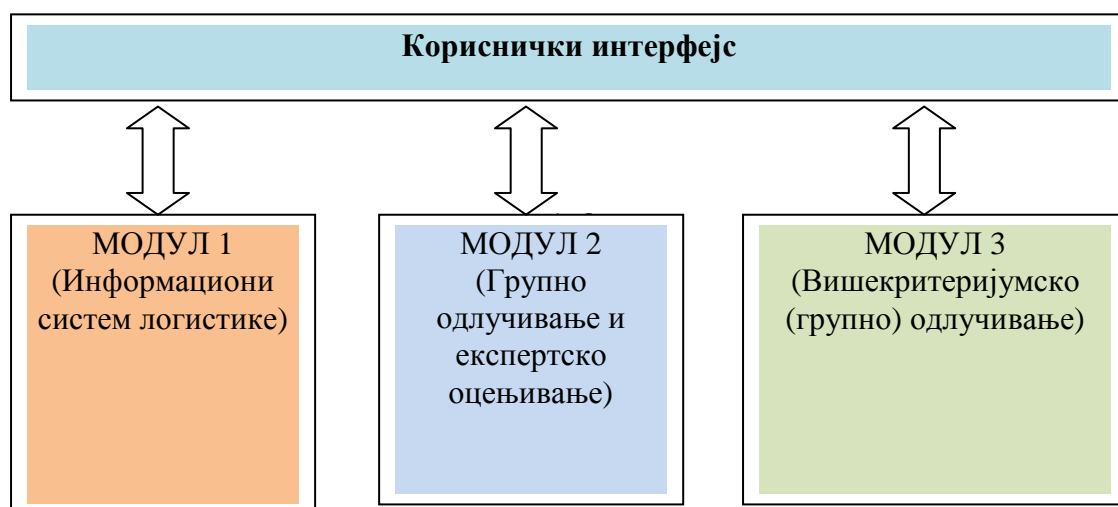 Кориснички интерфејс
МОДУЛ 1
(Информациони
систем логистике)
МОДУЛ 2
(Групно
одлучивање и
експертско
оцењивање)
МОДУЛ 3
(Вишекритеријумско
(групно) одлучивање)